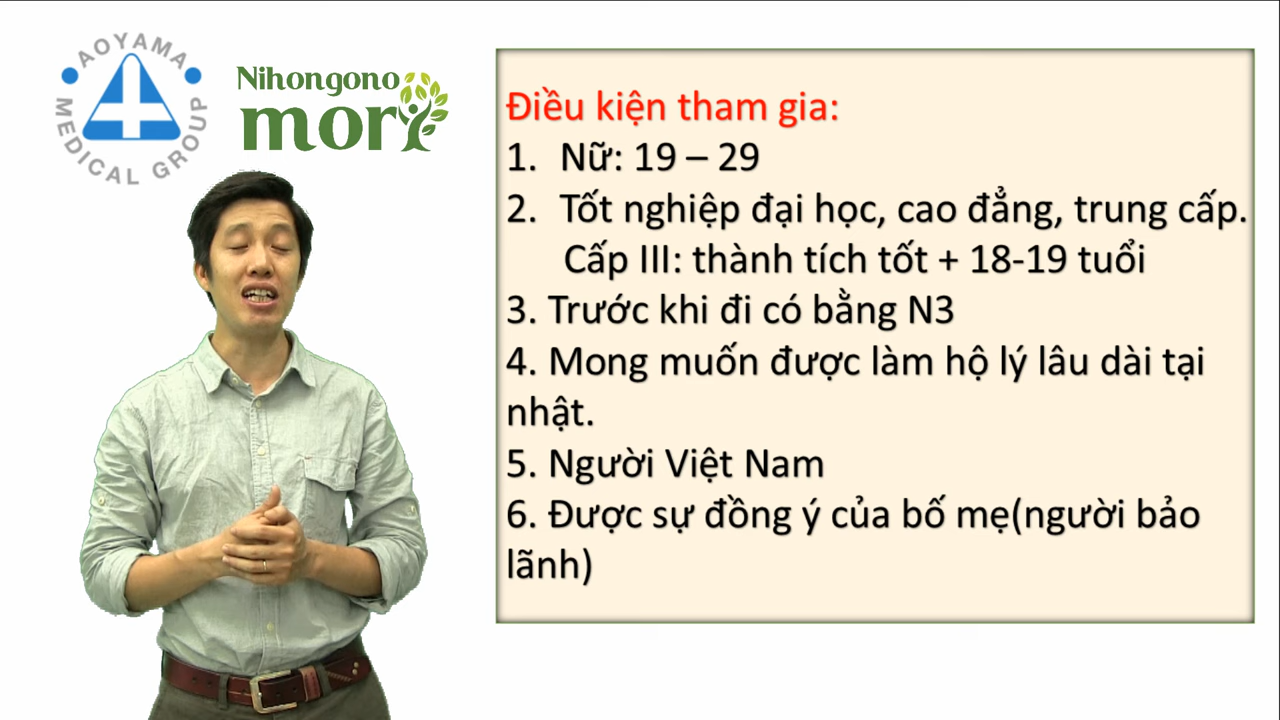 AOYAMA
MEDICAL GROUP
Nihongono
mori
Điều kiện tham gia:
1. Nữ: 19 – 29
2. Tốt nghiệp đại học, cao đẳng, trung cấp.
Cấp III: thành tích tốt + 18-19 tuổi
3. Trước khi đi có bằng N3
4. Mong muốn được làm hộ lý lâu dài tại
nhật.
5. Người Việt Nam
6. Được sự đồng ý của bố mẹ(người bảo
lãnh)